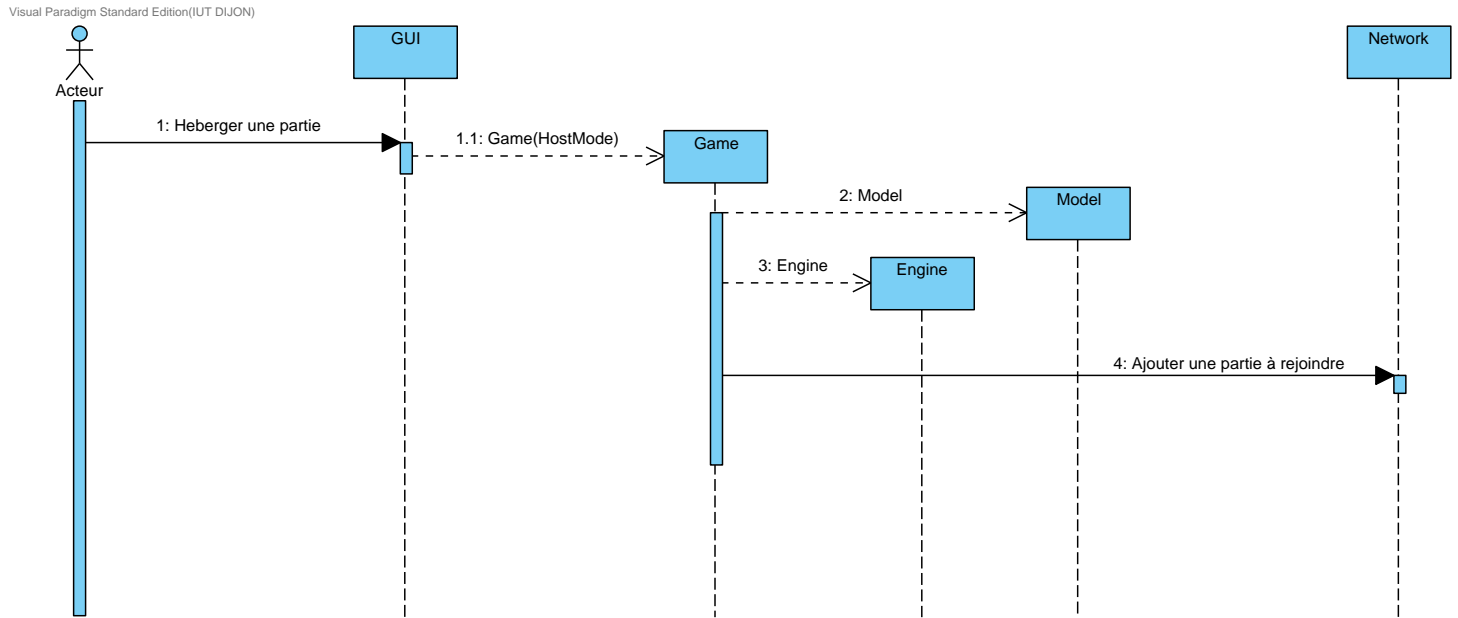 Visual Paradigm Standard Edition(IUT DIJON)
GUI
Network
Acteur
1: Heberger une partie
1.1: Game(HostMode)
Game
2: Model
Model
3: Engine
Engine
4: Ajouter une partie à rejoindre